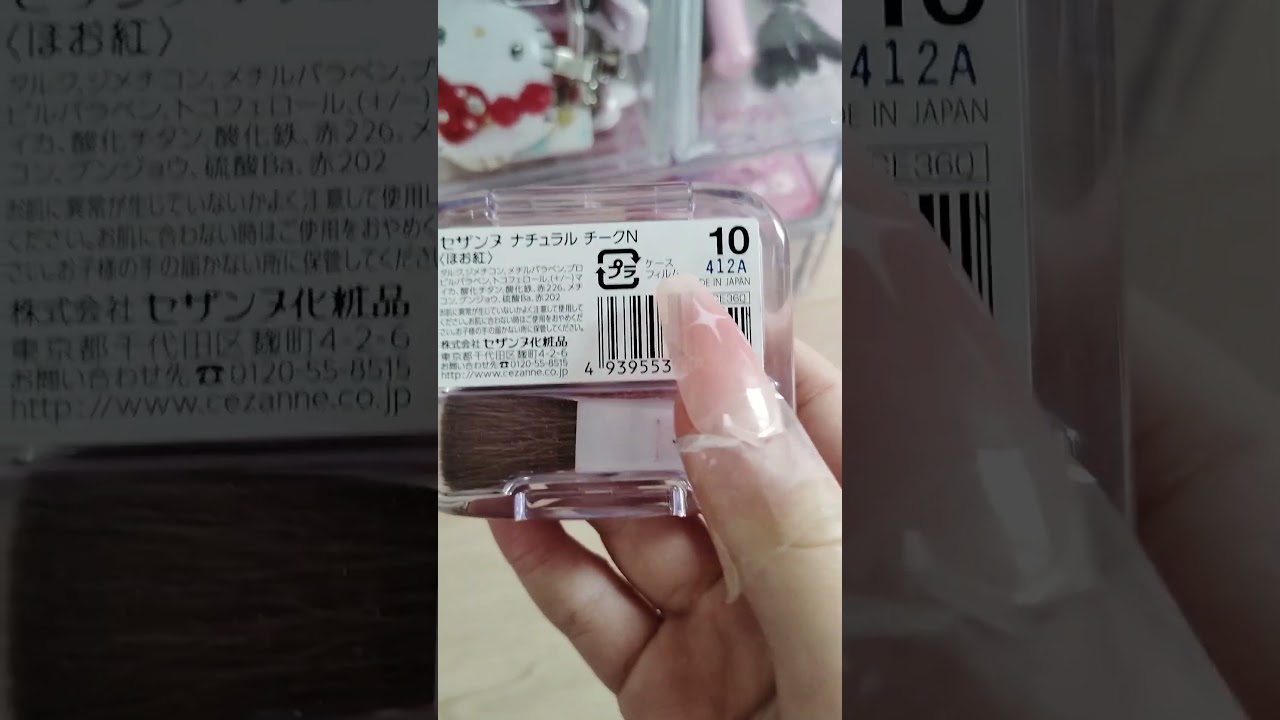 セザンヌ ナチュラル チークN
〈ほお紅〉
タルク、ジメチコン、メチルパラベン、プロ
ピルパラベン、トコフェロール、(+/−)マ
イカ、酸化チタン、酸化鉄、赤226、メチ
コン、グンジョウ、硫酸Ba、赤202
お肌に異常が生じていないかよく注意して使用して
ください。お肌に合わない時はご使用をおやめくだ
さい。お子様の手の届かない所に保管してください。
株式会社 セザンヌ化粧品
東京都千代田区麹町4-2-6
お問い合わせ先☎0120-55-8515
http://www.cezanne.co.jp
プラ
ケース
フィルム
10
412A
MADE IN JAPAN
CE36Q
4 939553